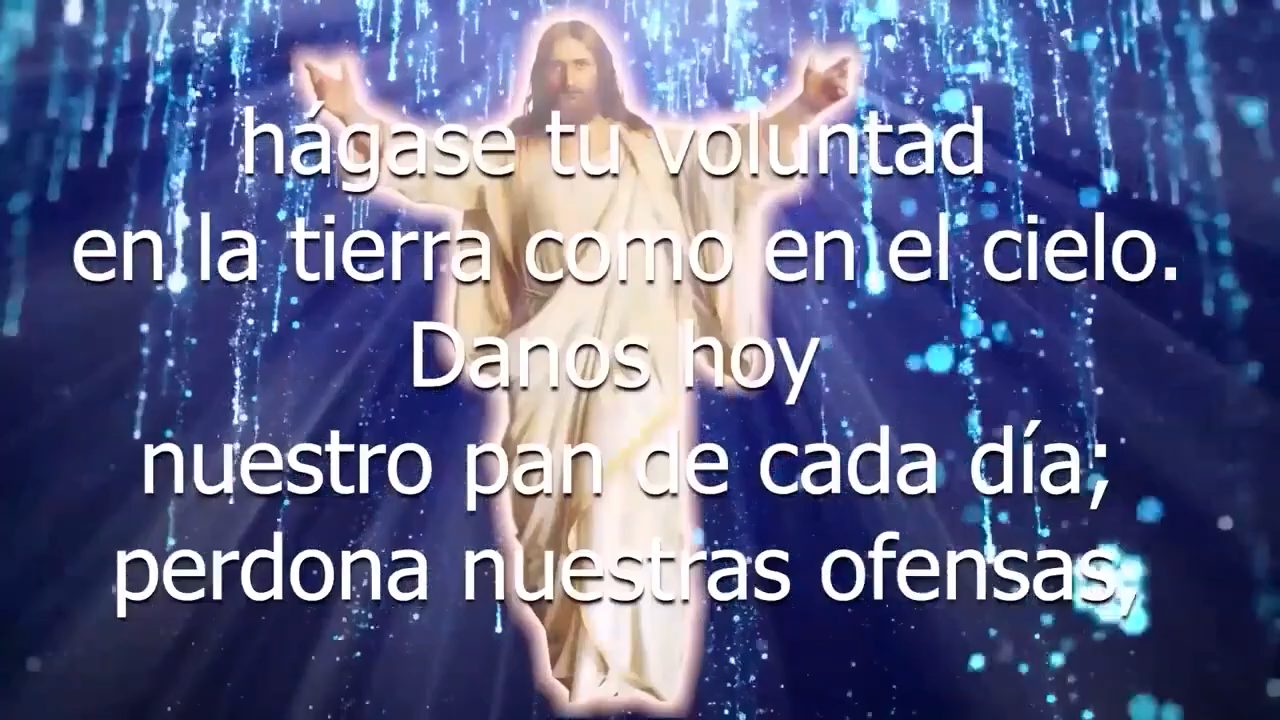 hágase tu voluntad
en la tierra como en el cielo.
Danos hoy
nuestro pan de cada día;
perdona nuestras ofensas,